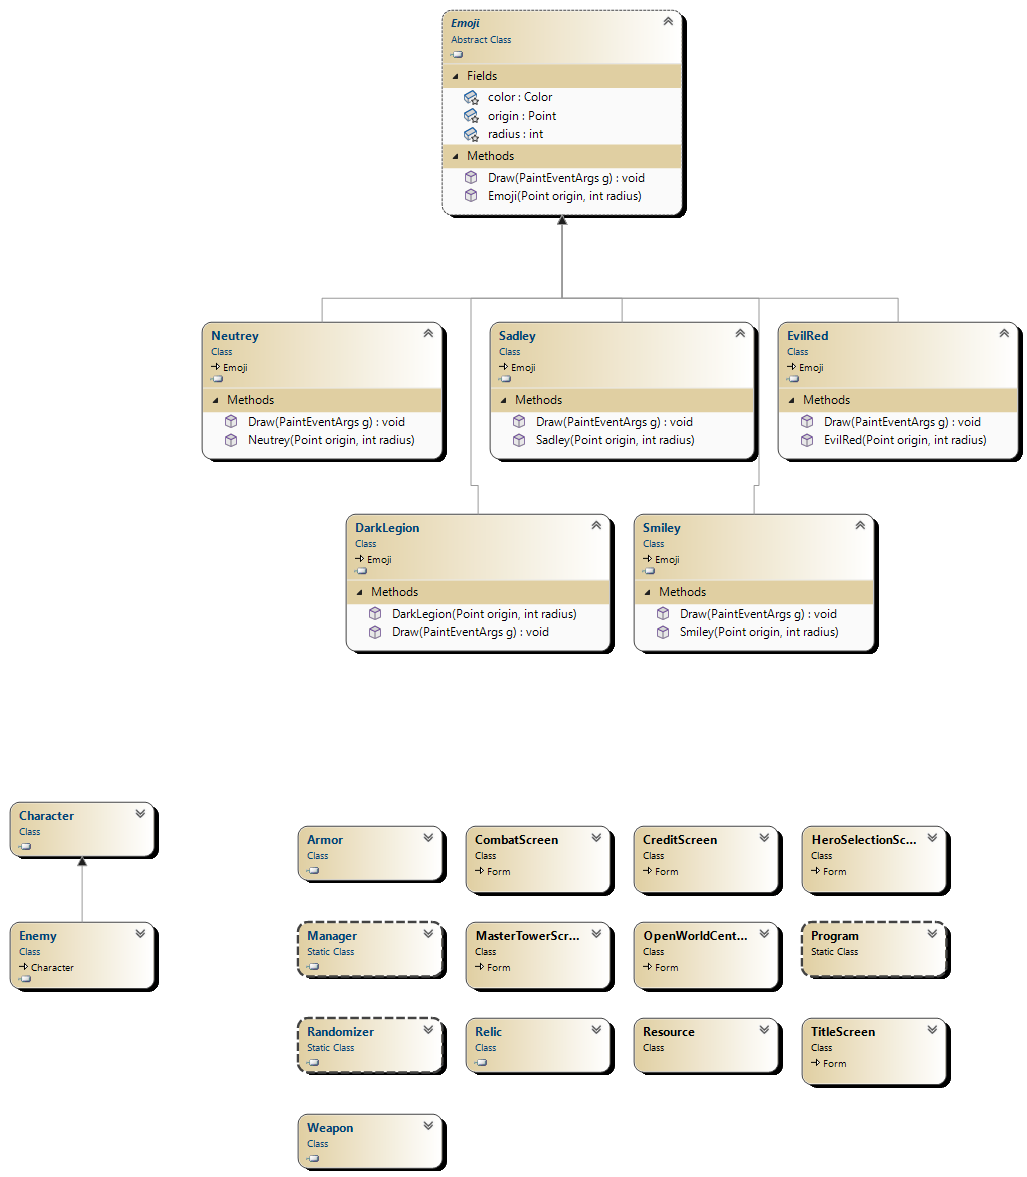 Emoji
Abstract Class
Fields
color : Color
origin : Point
radius : int
Methods
Draw(PaintEventArgs g) : void
Emoji(Point origin, int radius)
Neutrey
Class
Emoji
Methods
Draw(PaintEventArgs g) : void
Neutrey(Point origin, int radius)
Sadley
Class
Emoji
Methods
Draw(PaintEventArgs g) : void
Sadley(Point origin, int radius)
EvilRed
Class
Emoji
Methods
Draw(PaintEventArgs g) : void
EvilRed(Point origin, int radius)
DarkLegion
Class
Emoji
Methods
DarkLegion(Point origin, int radius)
Draw(PaintEventArgs g) : void
Smiley
Class
Emoji
Methods
Draw(PaintEventArgs g) : void
Smiley(Point origin, int radius)
Character
Class
Enemy
Class
Character
Armor
Class
CombatScreen
Class
Form
CreditScreen
Class
Form
HeroSelectionSc...
Class
Form
Manager
Static Class
MasterTowerScr...
Class
Form
OpenWorldCent...
Class
Form
Program
Static Class
Randomizer
Static Class
Relic
Class
Resource
Class
TitleScreen
Class
Form
Weapon
Class